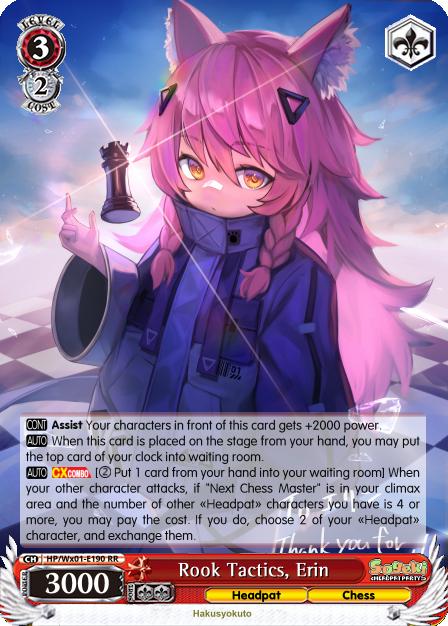 LEVEL
3
2
COST
01
CONT Assist Your characters in front of this card gets +2000 power.
AUTO When this card is placed on the stage from your hand, you may put
the top card of your clock into waiting room.
AUTO CXCOMBO [② Put 1 card from your hand into your waiting room] When
your other character attacks, if "Next Chess Master" is in your climax
area and the number of other «Headpat» characters you have is 4 or
more, you may pay the cost. If you do, choose 2 of your «Headpat»
character, and exchange them.
Thank you for
CH HP/Wx01-E190 RR
POWER 3000 SOUL Rook Tactics, Erin
HEADPAT PARTY
Headpat Chess
Hakusyokuto